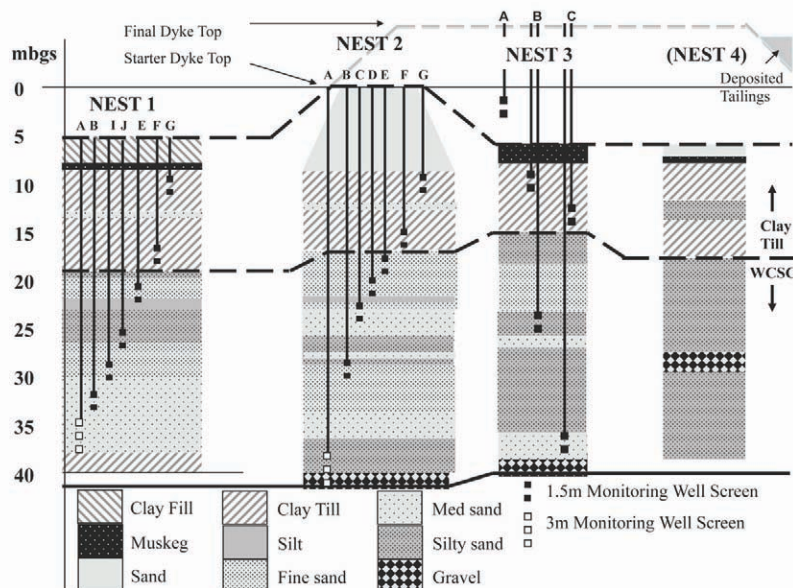 Final Dyke Top
Starter Dyke Top
mbgs
NEST 1
NEST 2
NEST 3
(NEST 4)
Deposited
Tailings
A B I J E F G
A B C D E F G
A B C
0
5
10
15
20
25
30
35
40
Clay
Till
WCSC
Clay Fill
Clay Till
Med sand
Muskeg
Silt
Silty sand
Sand
Fine sand
Gravel
1.5m Monitoring Well Screen
3m Monitoring Well Screen